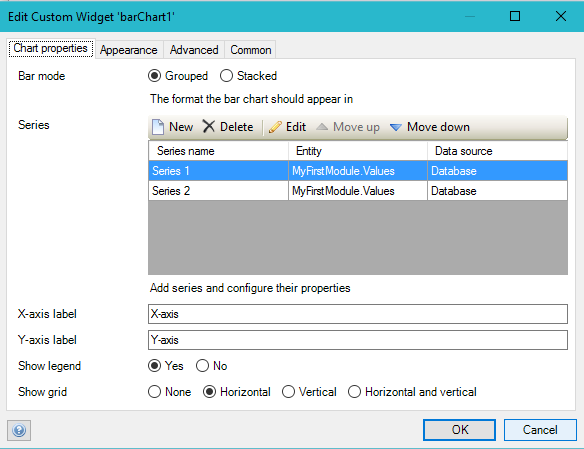 Edit Custom Widget 'barChart1'
Chart properties Appearance Advanced Common
Bar mode Grouped Stacked
The format the bar chart should appear in
Series New Delete Edit Move up Move down
Series name Entity Data source
Series 1 MyFirstModule.Values Database
Series 2 MyFirstModule.Values Database
Add series and configure their properties
X-axis label X-axis
Y-axis label Y-axis
Show legend Yes No
Show grid None Horizontal Vertical Horizontal and vertical
? OK Cancel